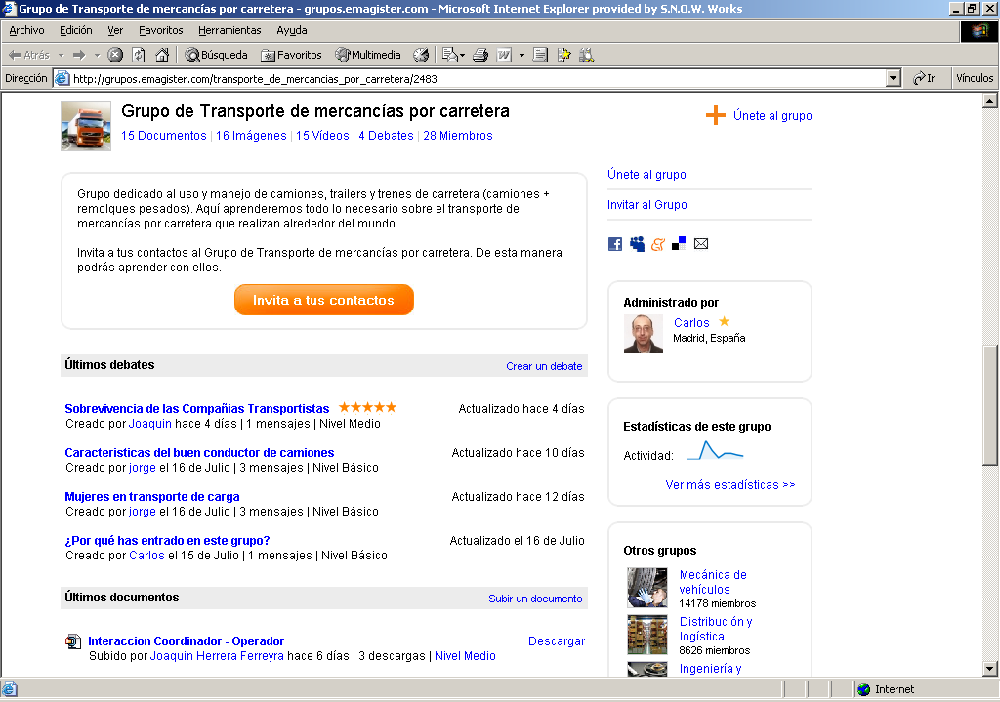 Grupo de Transporte de mercancías por carretera - grupos.emagister.com - Microsoft Internet Explorer provided by S.N.O.W. Works
Archivo Edición Ver Favoritos Herramientas Ayuda
Atrás Búsqueda Favoritos Multimedia
Dirección http://grupos.emagister.com/transporte_de_mercancias_por_carretera/2483 Ir Vínculos
Grupo de Transporte de mercancías por carretera
15 Documentos | 16 Imágenes | 15 Vídeos | 4 Debates | 28 Miembros
Únete al grupo
Grupo dedicado al uso y manejo de camiones, trailers y trenes de carretera (camiones +
remolques pesados). Aquí aprenderemos todo lo necesario sobre el transporte de
mercancías por carretera que realizan alrededor del mundo.
Invita a tus contactos al Grupo de Transporte de mercancías por carretera. De esta manera
podrás aprender con ellos.
Invita a tus contactos
Últimos debates Crear un debate
Sobrevivencia de las Compañias Transportistas Actualizado hace 4 días
Creado por Joaquin hace 4 días | 1 mensajes | Nivel Medio
Caracteristicas del buen conductor de camiones Actualizado hace 10 días
Creado por jorge el 16 de Julio | 3 mensajes | Nivel Básico
Mujeres en transporte de carga Actualizado hace 12 días
Creado por jorge el 16 de Julio | 3 mensajes | Nivel Básico
¿Por qué has entrado en este grupo? Actualizado el 16 de Julio
Creado por Carlos el 15 de Julio | 1 mensajes | Nivel Básico
Últimos documentos Subir un documento
Interaccion Coordinador - Operador Descargar
Subido por Joaquin Herrera Ferreyra hace 6 días | 3 descargas | Nivel Medio
Únete al grupo
Invitar al Grupo
Administrado por
Carlos
Madrid, España
Estadísticas de este grupo
Actividad:
Ver más estadísticas >>
Otros grupos
Mecánica de
vehículos
14178 miembros
Distribución y
logística
8626 miembros
Ingeniería y
Internet